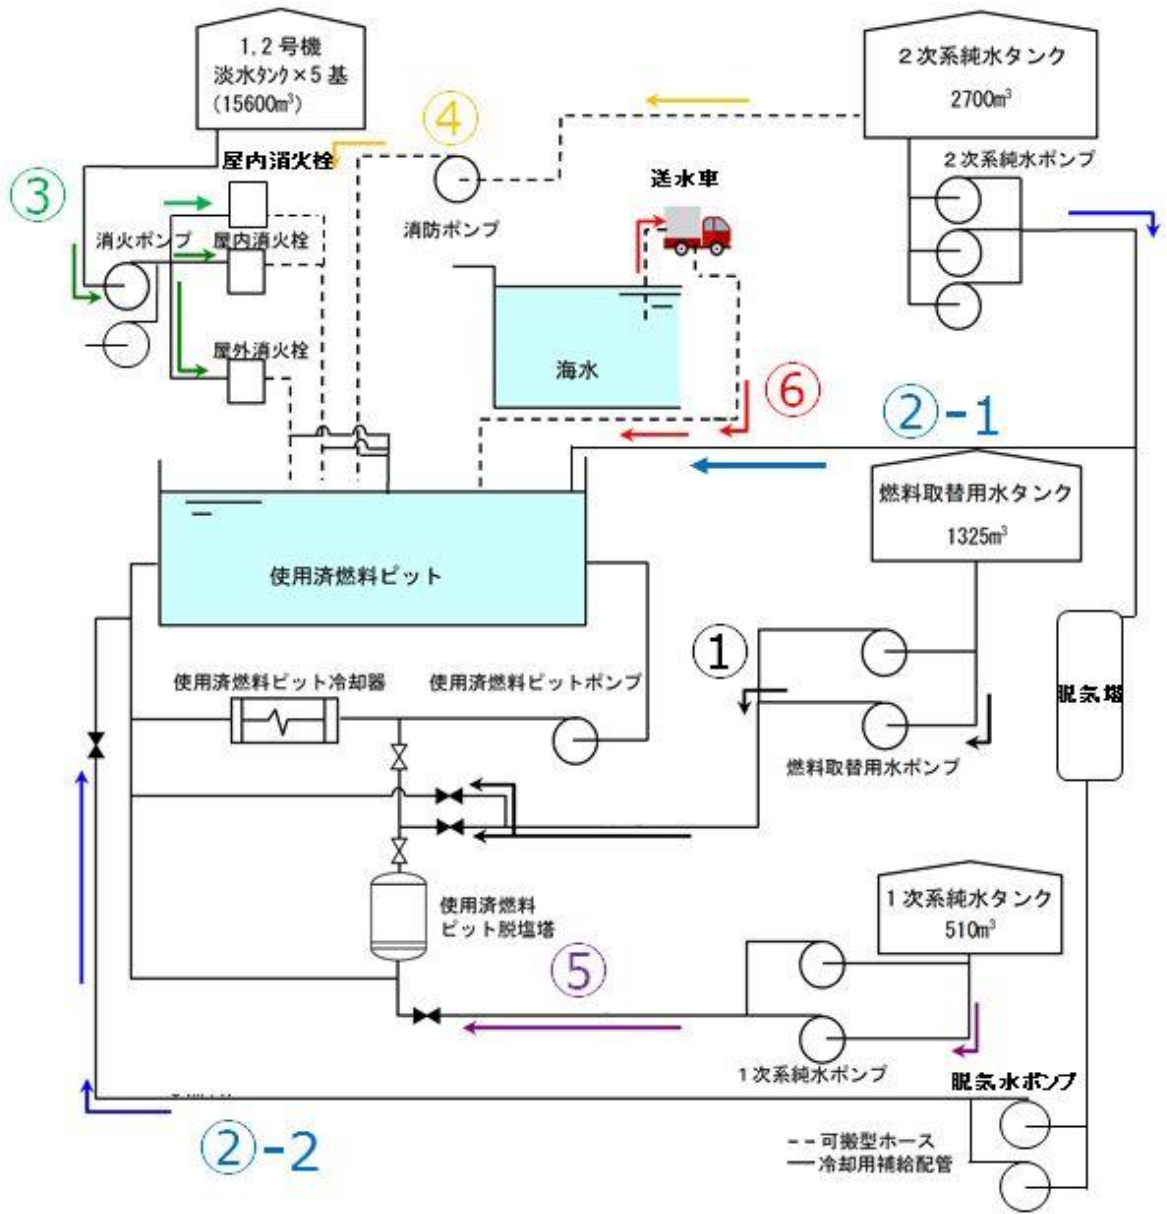 1,2号機
淡水タンク×5基
(15600m³)
2次系純水タンク
2700m³
④
屋内消火栓
2次系純水ポンプ
送水車
③
消防ポンプ
消火ポンプ
屋内消火栓
屋外消火栓
海水
⑥
②-1
燃料取替用水タンク
1325m³
使用済燃料ピット
①
脱気塔
使用済燃料ピット冷却器
使用済燃料ピットポンプ
燃料取替用水ポンプ
使用済燃料
ピット脱塩塔
1次系純水タンク
510m³
⑤
1次系純水ポンプ
脱気水ポンプ
②-2
-- 可搬型ホース
― 冷却用補給配管